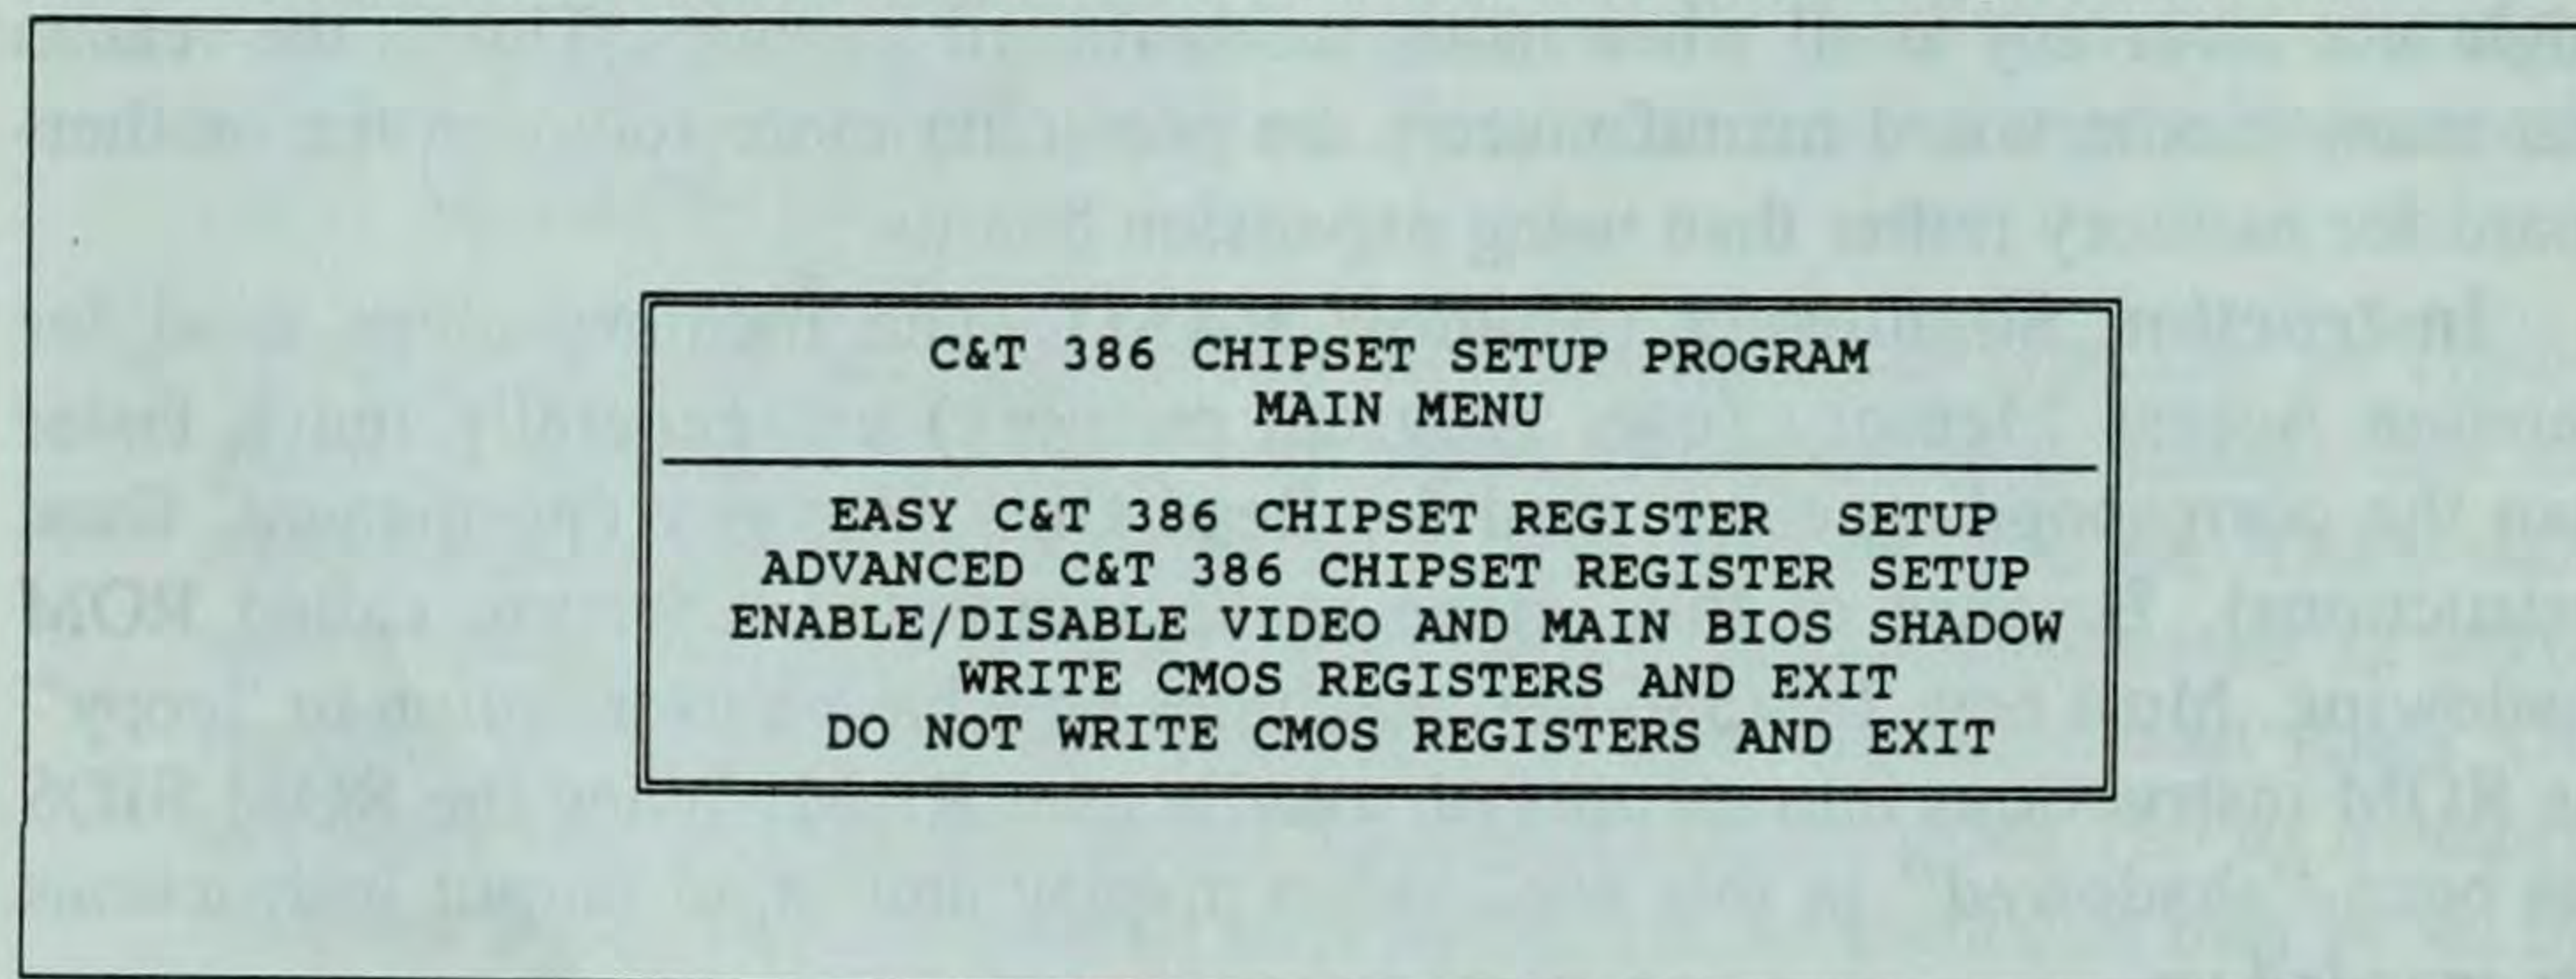 C&T 386 CHIPSET SETUP PROGRAM
MAIN MENU
EASY C&T 386 CHIPSET REGISTER  SETUP
ADVANCED C&T 386 CHIPSET REGISTER SETUP
ENABLE/DISABLE VIDEO AND MAIN BIOS SHADOW
WRITE CMOS REGISTERS AND EXIT
DO NOT WRITE CMOS REGISTERS AND EXIT